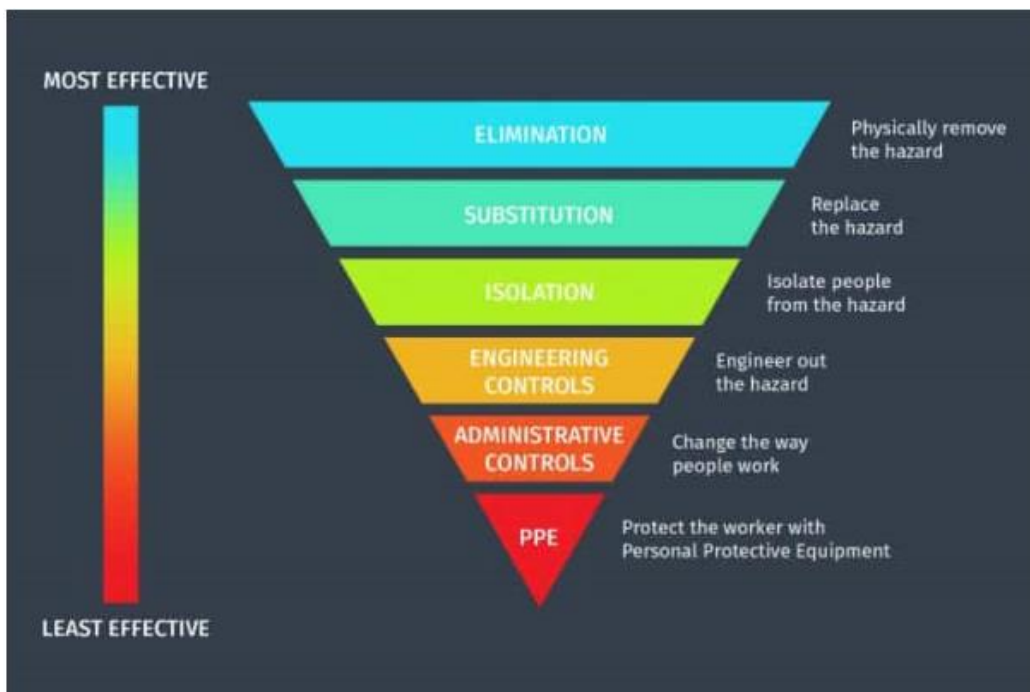 MOST EFFECTIVE
ELIMINATION
Physically remove
the hazard
SUBSTITUTION
Replace
the hazard
ISOLATION
Isolate people
from the hazard
ENGINEERING
CONTROLS
Engineer out
the hazard
ADMINISTRATIVE
CONTROLS
Change the way
people work
PPE
Protect the worker with
Personal Protective Equipment
LEAST EFFECTIVE